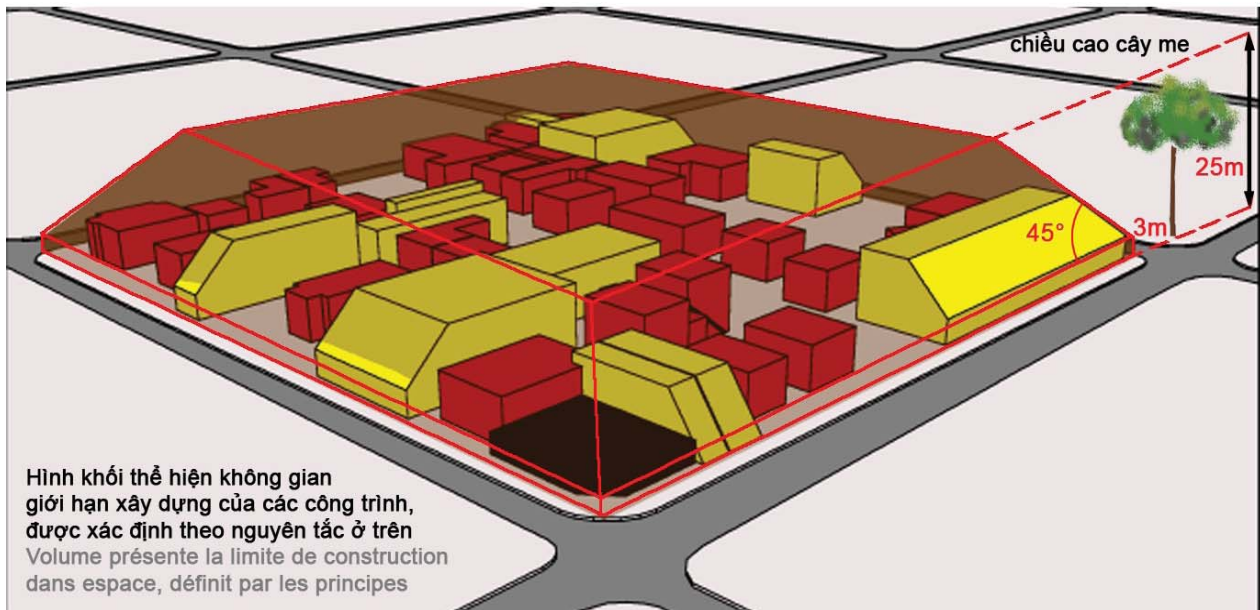 chiều cao cây me
25m
3m
45°
Hình khối thể hiện không gian
giới hạn xây dựng của các công trình,
được xác định theo nguyên tắc ở trên
Volume présente la limite de construction
dans espace, définit par les principes